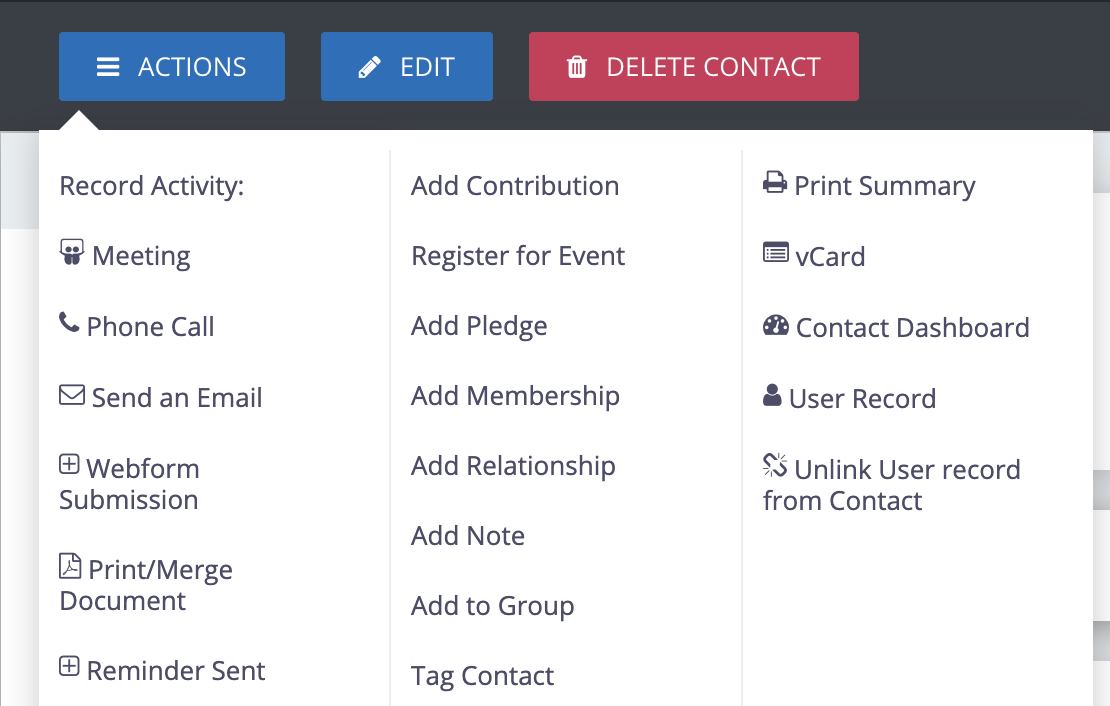 ACTIONS
EDIT
DELETE CONTACT
Record Activity:
Meeting
Phone Call
Send an Email
Webform
Submission
Print/Merge
Document
Reminder Sent
Add Contribution
Register for Event
Add Pledge
Add Membership
Add Relationship
Add Note
Add to Group
Tag Contact
Print Summary
vCard
Contact Dashboard
User Record
Unlink User record
from Contact